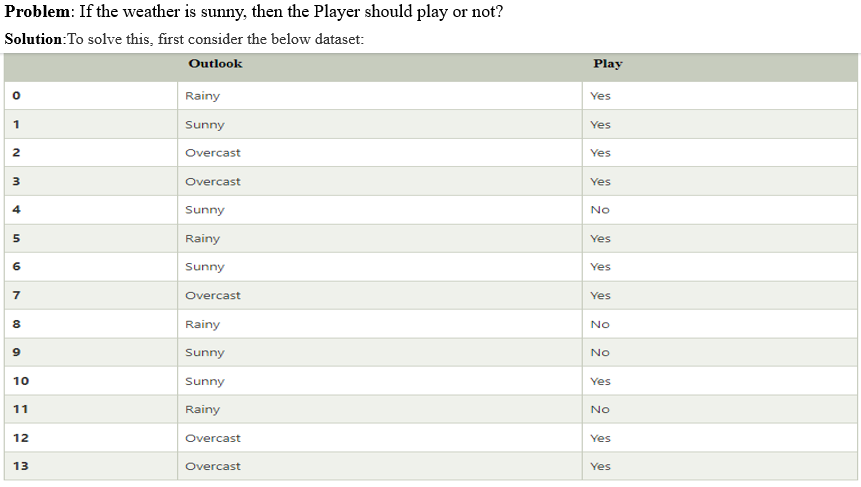 Problem: If the weather is sunny, then the Player should play or not?
Solution:To solve this, first consider the below dataset:
Outlook Play
0 Rainy Yes
1 Sunny Yes
2 Overcast Yes
3 Overcast Yes
4 Sunny No
5 Rainy Yes
6 Sunny Yes
7 Overcast Yes
8 Rainy No
9 Sunny No
10 Sunny Yes
11 Rainy No
12 Overcast Yes
13 Overcast Yes